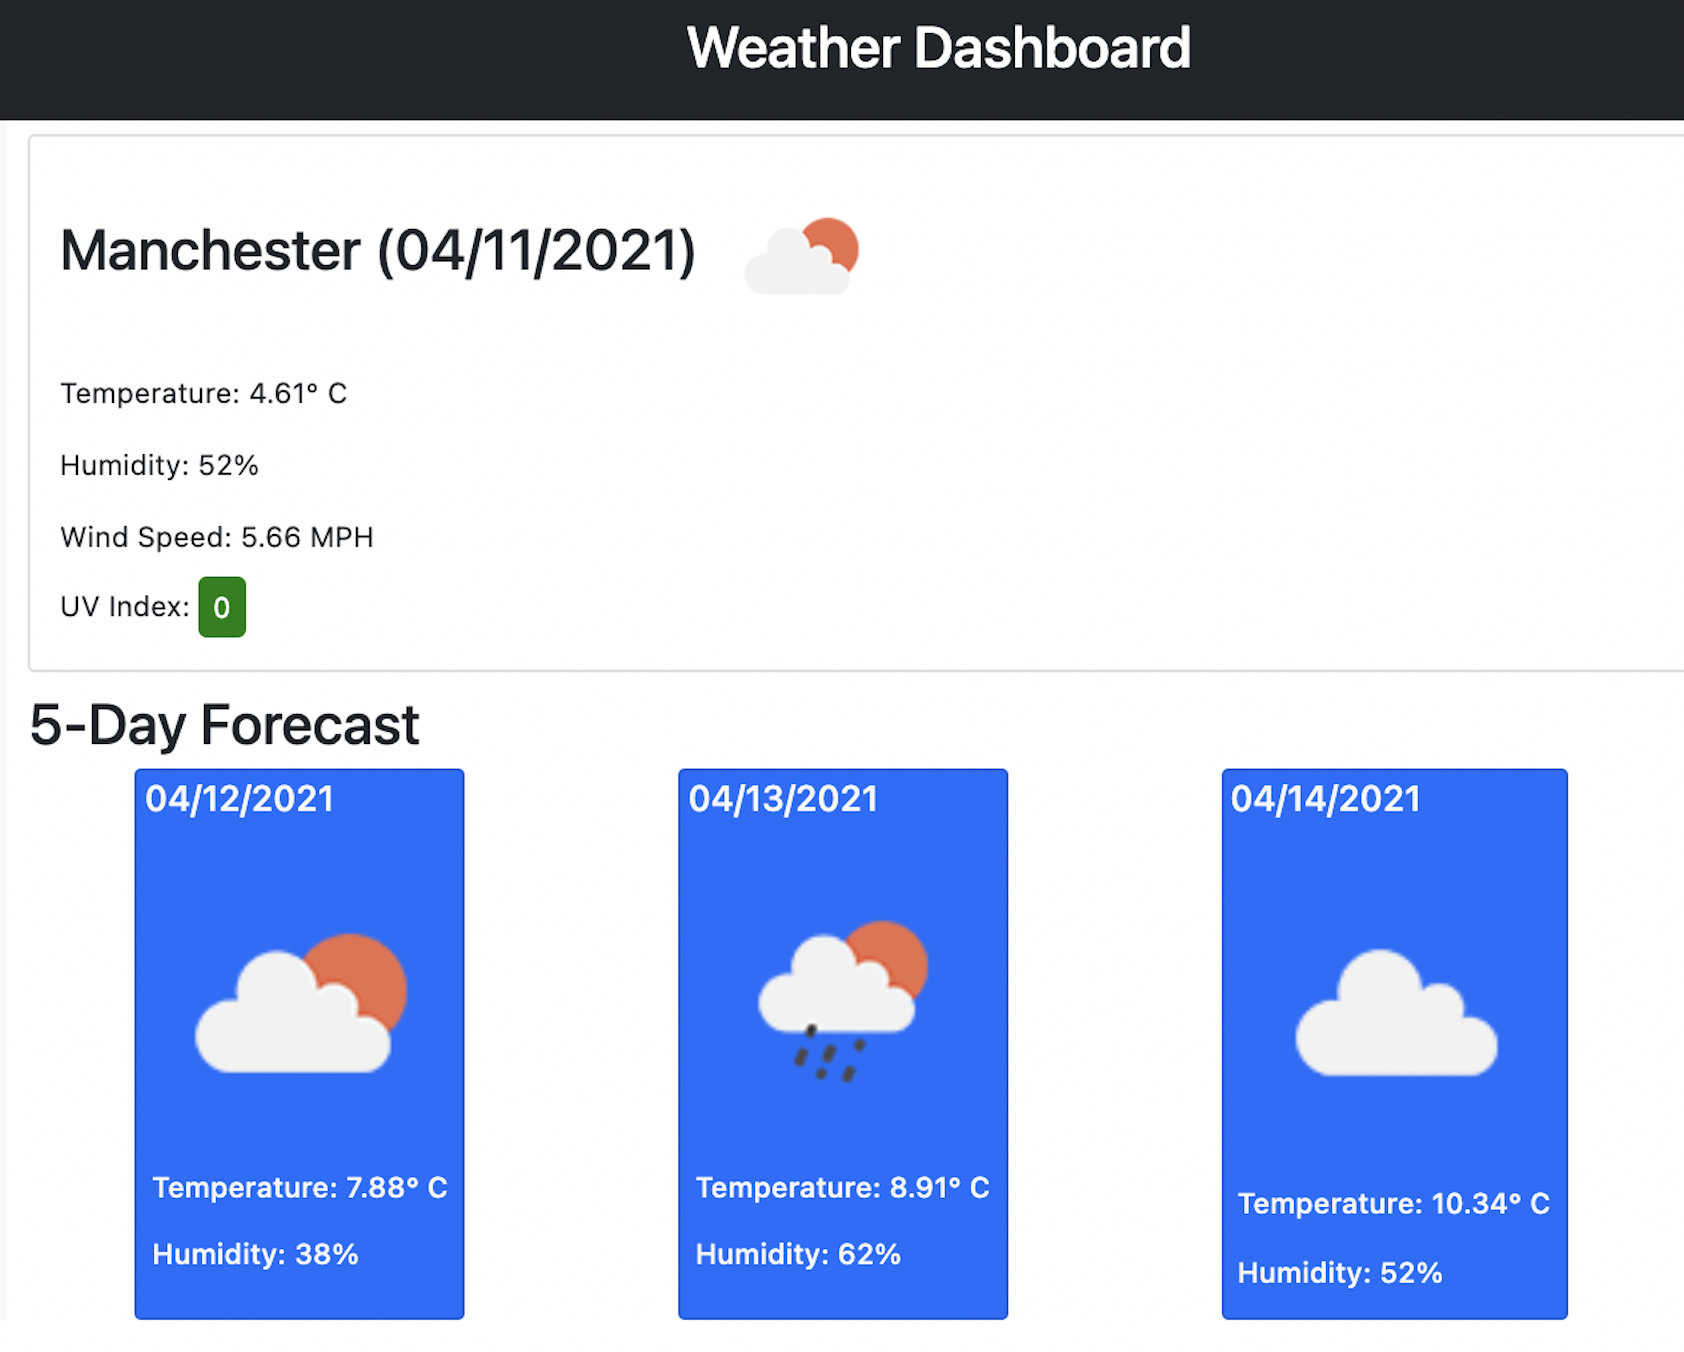 Weather Dashboard
Manchester (04/11/2021)
Temperature: 4.61° C
Humidity: 52%
Wind Speed: 5.66 MPH
UV Index: 0
5-Day Forecast
04/12/2021
Temperature: 7.88° C
Humidity: 38%
04/13/2021
Temperature: 8.91° C
Humidity: 62%
04/14/2021
Temperature: 10.34° C
Humidity: 52%